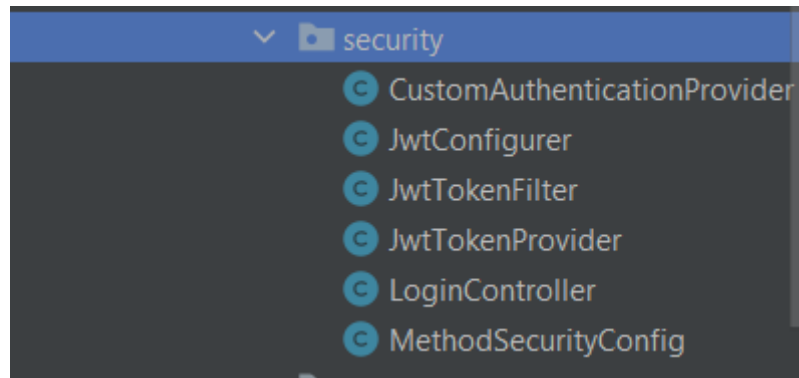 security
C CustomAuthenticationProvider
C JwtConfigurer
C JwtTokenFilter
C JwtTokenProvider
C LoginController
C MethodSecurityConfig